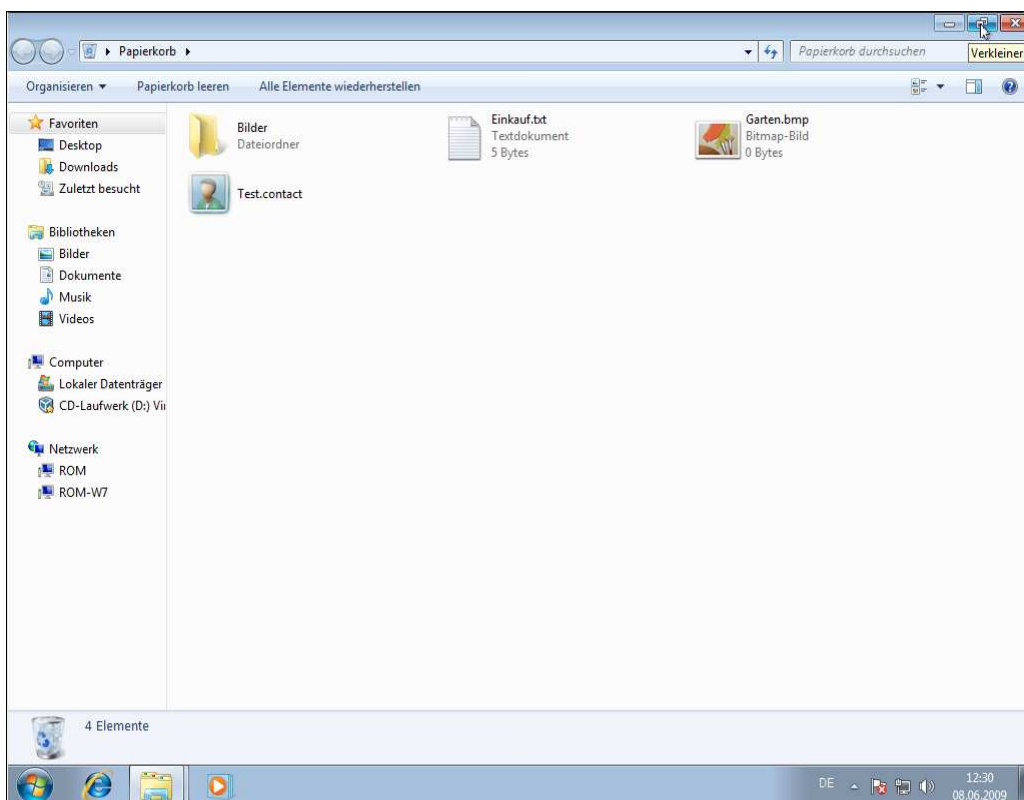 Papierkorb
Papierkorb durchsuchen
Verkleiner
Organisieren
Papierkorb leeren
Alle Elemente wiederherstellen
Favoriten
Desktop
Downloads
Zuletzt besucht
Bibliotheken
Bilder
Dokumente
Musik
Videos
Computer
Lokaler Datenträger
CD-Laufwerk (D:) Vi
Netzwerk
ROM
ROM-W7
Bilder
Dateiordner
Einkauf.txt
Textdokument
5 Bytes
Garten.bmp
Bitmap-Bild
0 Bytes
Test.contact
4 Elemente
DE
12:30
08.06.2009